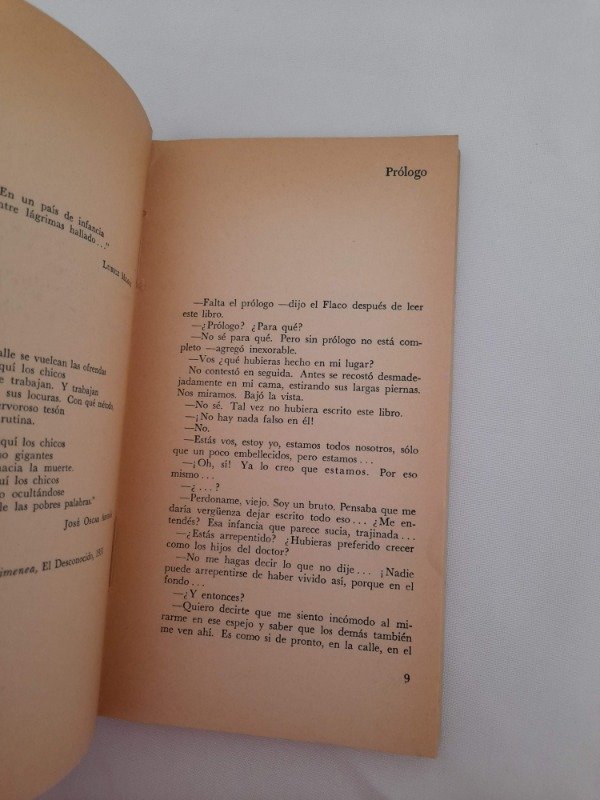 En un país de infancia
entre lágrimas hallado..."
alle se vuelcan las ofrendas
quí los chicos
e trabajan. Y trabajan
sus locuras. Con qué método,
ervoroso tesón
rutina.
quí los chicos
no gigantes
hacia la muerte.
quí los chicos
o ocultándose
de las pobres palabras."
José Oscar
imenea, El Desconocido,
Prólogo
—Falta el prólogo —dijo el Flaco después de leer
este libro.
—¿Prólogo? ¿Para qué?
—No sé para qué. Pero sin prólogo no está com-
pleto —agregó inexorable.
—Vos ¿qué hubieras hecho en mi lugar?
No contestó en seguida. Antes se recostó desmade-
jadamente en mi cama, estirando sus largas piernas.
Nos miramos. Bajó la vista.
—No sé. Tal vez no hubiera escrito este libro.
—¡No hay nada falso en él!
—No.
—Estás vos, estoy yo, estamos todos nosotros, sólo
que un poco embellecidos, pero estamos...
—¡Oh, sí! Ya lo creo que estamos. Por eso
mismo...
—¿...?
—Perdoname, viejo. Soy un bruto. Pensaba que me
daría vergüenza dejar escrito todo eso... ¿Me en-
tendés? Esa infancia que parece sucia, trajinada...
—¿Estás arrepentido? ¿Hubieras preferido crecer
como los hijos del doctor?
—No me hagas decir lo que no dije... ¡Nadie
puede arrepentirse de haber vivido así, porque en el
fondo...
—¿Y entonces?
—Quiero decirte que me siento incómodo al mi-
rarme en ese espejo y saber que los demás también
me ven ahí. Es como si de pronto, en la calle, en el
9